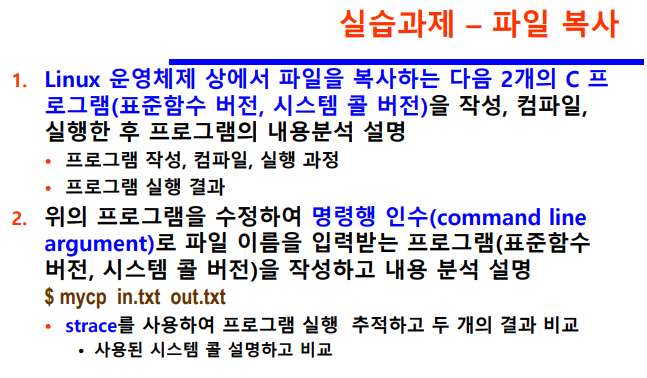 실습과제 – 파일 복사
1. Linux 운영체제 상에서 파일을 복사하는 다음 2개의 C 프
로그램(표준함수 버전, 시스템 콜 버전)을 작성, 컴파일,
실행한 후 프로그램의 내용분석 설명
• 프로그램 작성, 컴파일, 실행 과정
• 프로그램 실행 결과
2. 위의 프로그램을 수정하여 명령행 인수(command line
argument)로 파일 이름을 입력받는 프로그램(표준함수
버전, 시스템 콜 버전)을 작성하고 내용 분석 설명
$ mycp in.txt out.txt
• strace를 사용하여 프로그램 실행 추적하고 두 개의 결과 비교
• 사용된 시스템 콜 설명하고 비교